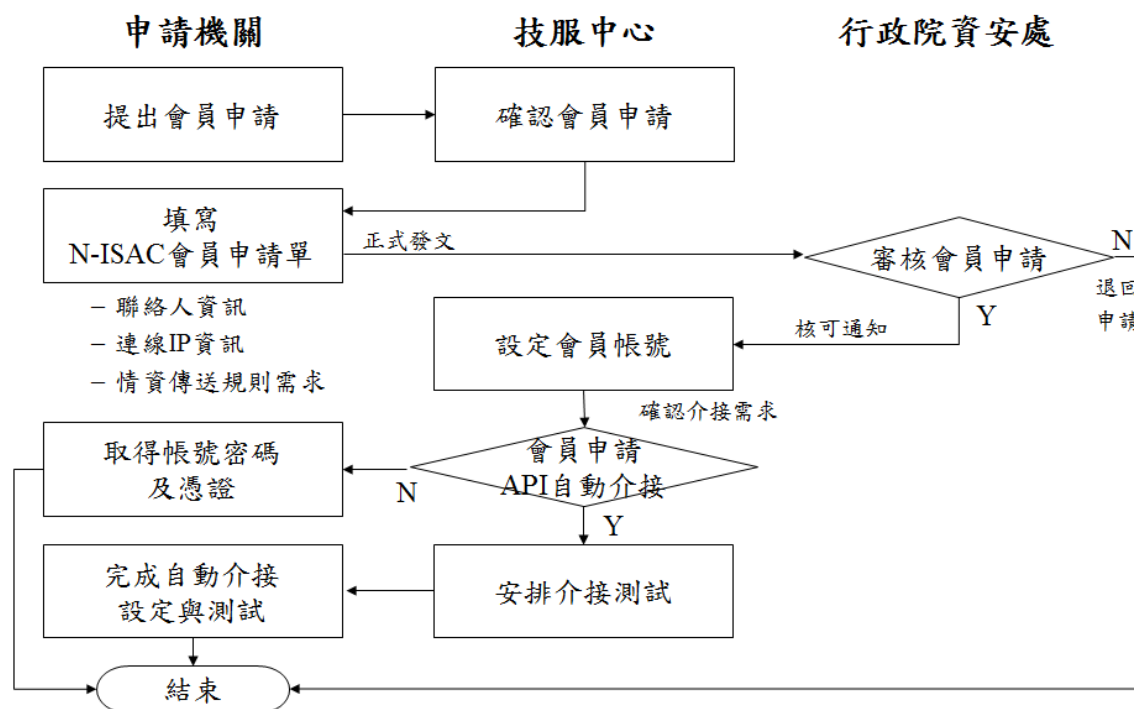 申請機關
技服中心
行政院資安處
提出會員申請
確認會員申請
填寫
N-ISAC會員申請單
正式發文
審核會員申請
N
退回
申請
– 聯絡人資訊
– 連線IP資訊
– 情資傳送規則需求
Y
核可通知
設定會員帳號
確認介接需求
會員申請
API自動介接
N
取得帳號密碼
及憑證
Y
安排介接測試
完成自動介接
設定與測試
結束